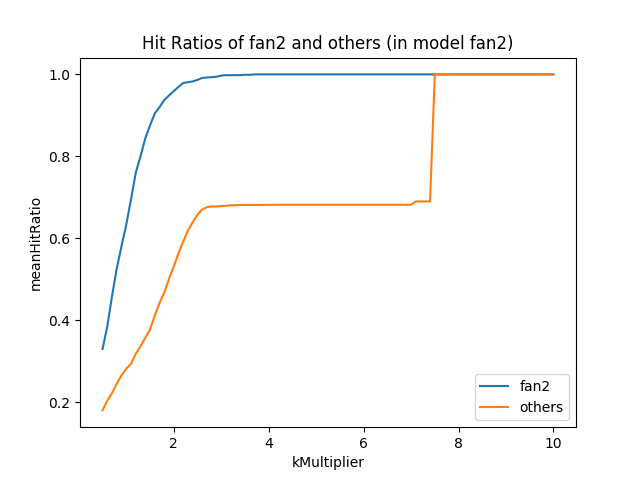 Hit Ratios of fan2 and others (in model fan2)
meanHitRatio
1.0
0.8
0.6
0.4
0.2
2
4
6
8
10
kMultiplier
fan2
others